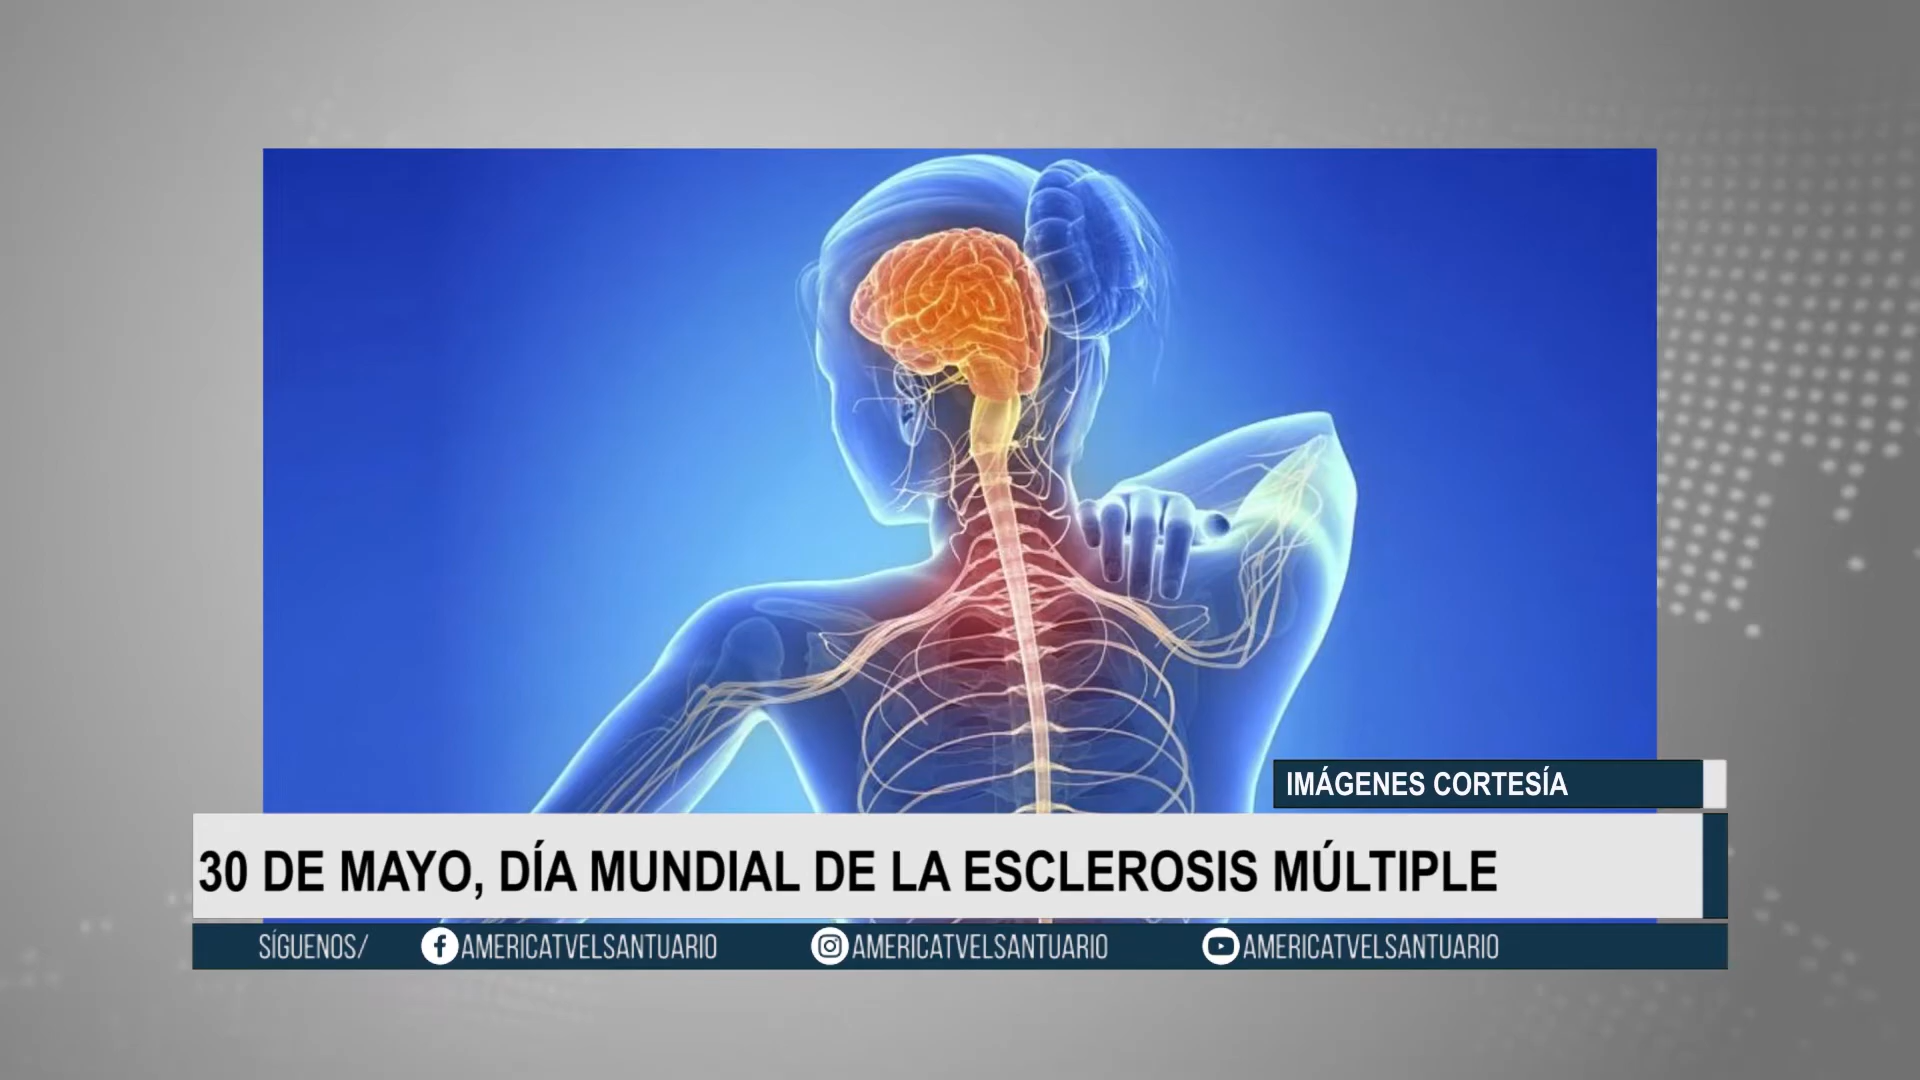 IMÁGENES CORTESÍA
30 DE MAYO, DÍA MUNDIAL DE LA ESCLEROSIS MÚLTIPLE
SÍGUENOS/ AMERICATVELSANTUARIO AMERICATVELSANTUARIO AMERICATVELSANTUARIO